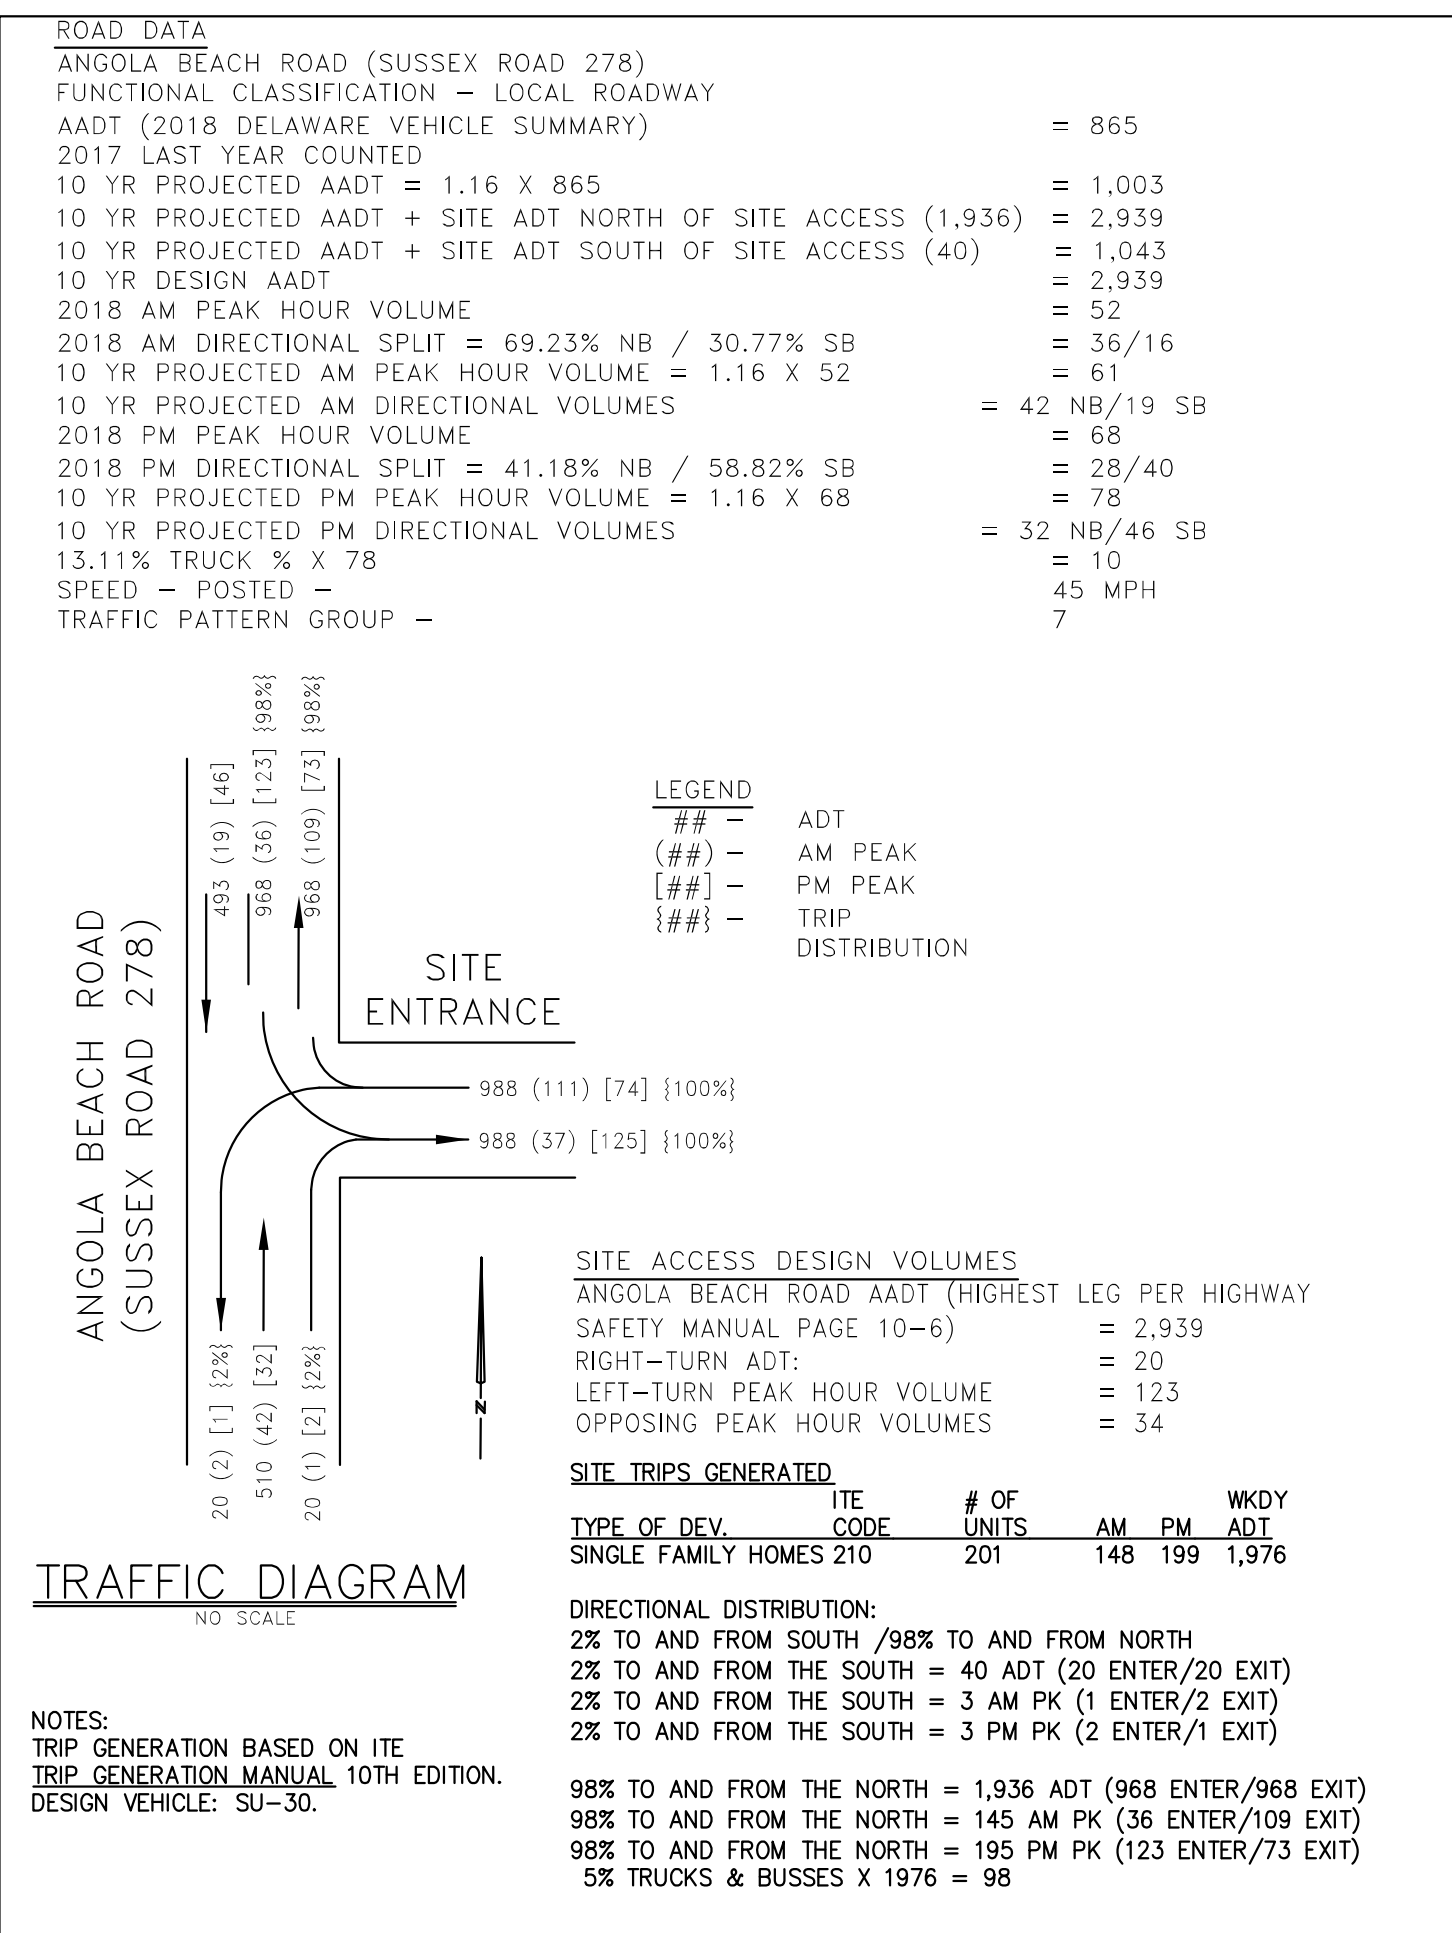 ROAD DATA
ANGOLA BEACH ROAD (SUSSEX ROAD 278)
FUNCTIONAL CLASSIFICATION – LOCAL ROADWAY
AADT (2018 DELAWARE VEHICLE SUMMARY) = 865
2017 LAST YEAR COUNTED
10 YR PROJECTED AADT = 1.16 X 865 = 1,003
10 YR PROJECTED AADT + SITE ADT NORTH OF SITE ACCESS (1,936) = 2,939
10 YR PROJECTED AADT + SITE ADT SOUTH OF SITE ACCESS (40) = 1,043
10 YR DESIGN AADT = 2,939
2018 AM PEAK HOUR VOLUME = 52
2018 AM DIRECTIONAL SPLIT = 69.23% NB / 30.77% SB = 36/16
10 YR PROJECTED AM PEAK HOUR VOLUME = 1.16 X 52 = 61
10 YR PROJECTED AM DIRECTIONAL VOLUMES = 42 NB/19 SB
2018 PM PEAK HOUR VOLUME = 68
2018 PM DIRECTIONAL SPLIT = 41.18% NB / 58.82% SB = 28/40
10 YR PROJECTED PM PEAK HOUR VOLUME = 1.16 X 68 = 78
10 YR PROJECTED PM DIRECTIONAL VOLUMES = 32 NB/46 SB
13.11% TRUCK % X 78 = 10
SPEED – POSTED – 45 MPH
TRAFFIC PATTERN GROUP – 7
493 (19) [46]
968 (36) [123] {98%}
968 (109) [73] {98%}
LEGEND
## – ADT
(##) – AM PEAK
[##] – PM PEAK
{##} – TRIP
DISTRIBUTION
ANGOLA BEACH ROAD
(SUSSEX ROAD 278)
SITE
ENTRANCE
988 (111) [74] {100%}
988 (37) [125] {100%}
20 (2) [1] {2%}
510 (42) [32]
20 (1) [2] {2%}
N
SITE ACCESS DESIGN VOLUMES
ANGOLA BEACH ROAD AADT (HIGHEST LEG PER HIGHWAY
SAFETY MANUAL PAGE 10–6) = 2,939
RIGHT–TURN ADT: = 20
LEFT–TURN PEAK HOUR VOLUME = 123
OPPOSING PEAK HOUR VOLUMES = 34
SITE TRIPS GENERATED
ITE # OF WKDY
TYPE OF DEV. CODE UNITS AM PM ADT
SINGLE FAMILY HOMES 210 201 148 199 1,976
TRAFFIC DIAGRAM
NO SCALE
DIRECTIONAL DISTRIBUTION:
2% TO AND FROM SOUTH /98% TO AND FROM NORTH
2% TO AND FROM THE SOUTH = 40 ADT (20 ENTER/20 EXIT)
2% TO AND FROM THE SOUTH = 3 AM PK (1 ENTER/2 EXIT)
2% TO AND FROM THE SOUTH = 3 PM PK (2 ENTER/1 EXIT)
98% TO AND FROM THE NORTH = 1,936 ADT (968 ENTER/968 EXIT)
98% TO AND FROM THE NORTH = 145 AM PK (36 ENTER/109 EXIT)
98% TO AND FROM THE NORTH = 195 PM PK (123 ENTER/73 EXIT)
5% TRUCKS & BUSSES X 1976 = 98
NOTES:
TRIP GENERATION BASED ON ITE
TRIP GENERATION MANUAL 10TH EDITION.
DESIGN VEHICLE: SU–30.